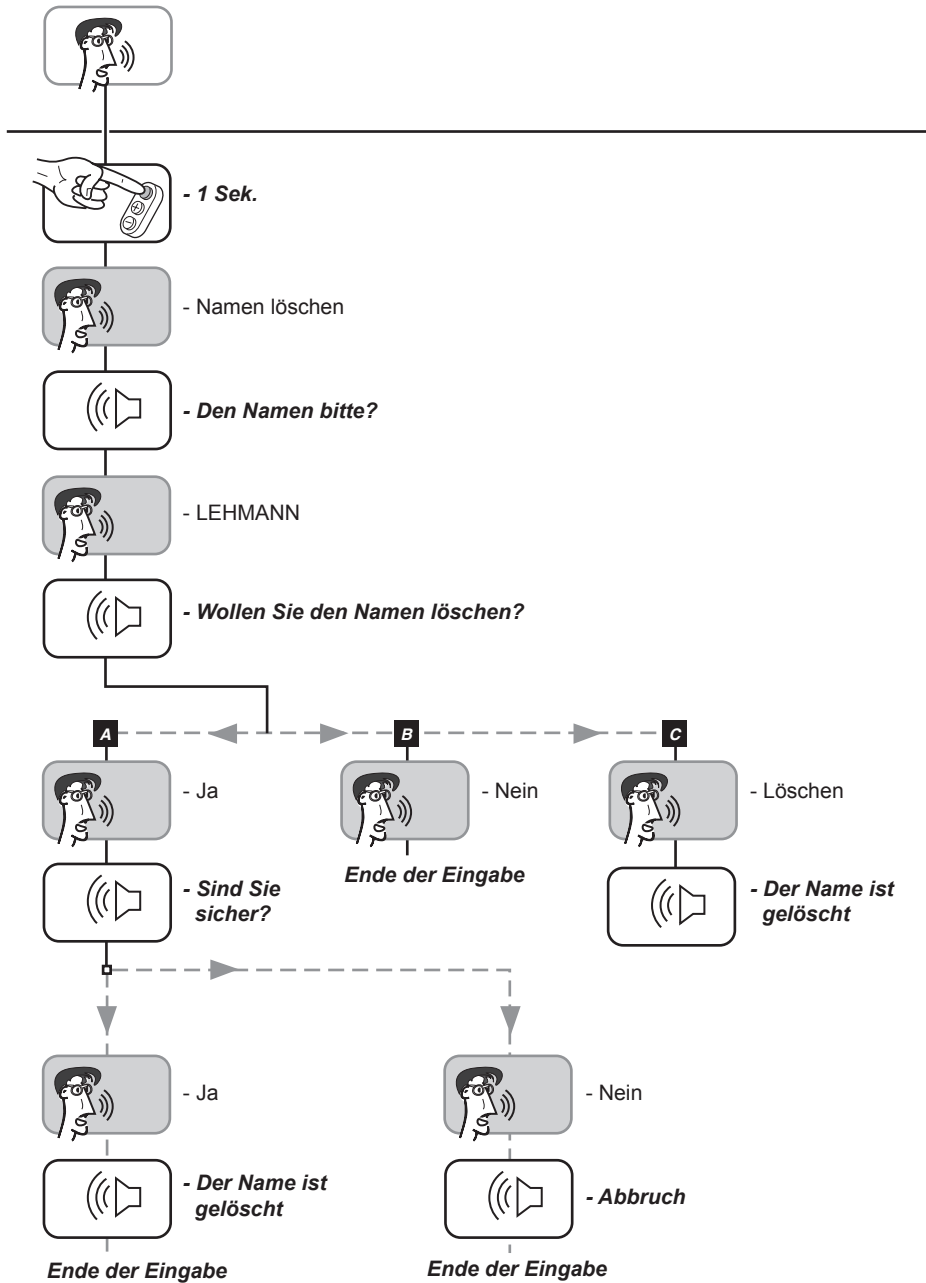 - 1 Sek.
- Namen löschen
- Den Namen bitte?
- LEHMANN
- Wollen Sie den Namen löschen?
A
B
C
- Ja
- Nein
- Löschen
- Sind Sie
sicher?
Ende der Eingabe
- Der Name ist
gelöscht
- Ja
- Nein
- Der Name ist
gelöscht
- Abbruch
Ende der Eingabe
Ende der Eingabe